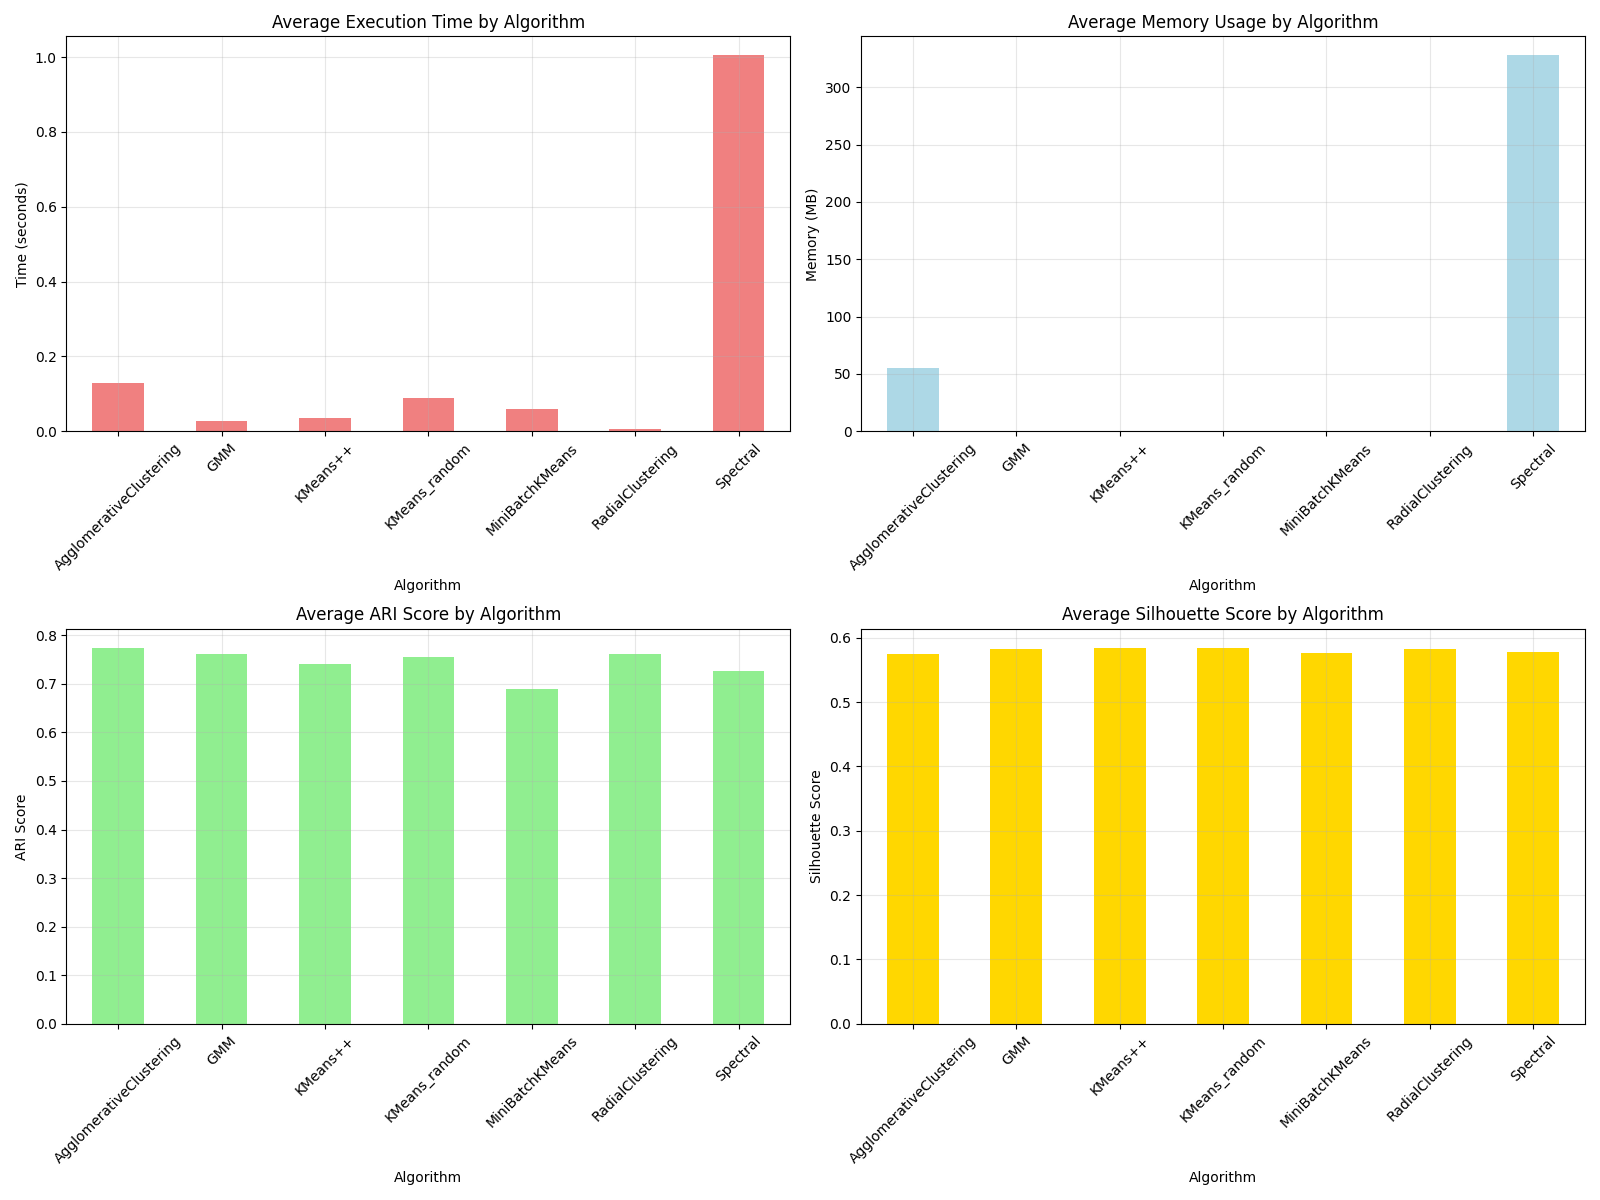 Average Execution Time by Algorithm
Time (seconds)
1.0
0.8
0.6
0.4
0.2
0.0
AgglomerativeClustering
GMM
KMeans++
KMeans_random
MiniBatchKMeans
RadialClustering
Spectral
Algorithm
Average Memory Usage by Algorithm
Memory (MB)
300
250
200
150
100
50
0
AgglomerativeClustering
GMM
KMeans++
KMeans_random
MiniBatchKMeans
RadialClustering
Spectral
Algorithm
Average ARI Score by Algorithm
ARI Score
0.8
0.7
0.6
0.5
0.4
0.3
0.2
0.1
0.0
AgglomerativeClustering
GMM
KMeans++
KMeans_random
MiniBatchKMeans
RadialClustering
Spectral
Algorithm
Average Silhouette Score by Algorithm
Silhouette Score
0.6
0.5
0.4
0.3
0.2
0.1
0.0
AgglomerativeClustering
GMM
KMeans++
KMeans_random
MiniBatchKMeans
RadialClustering
Spectral
Algorithm